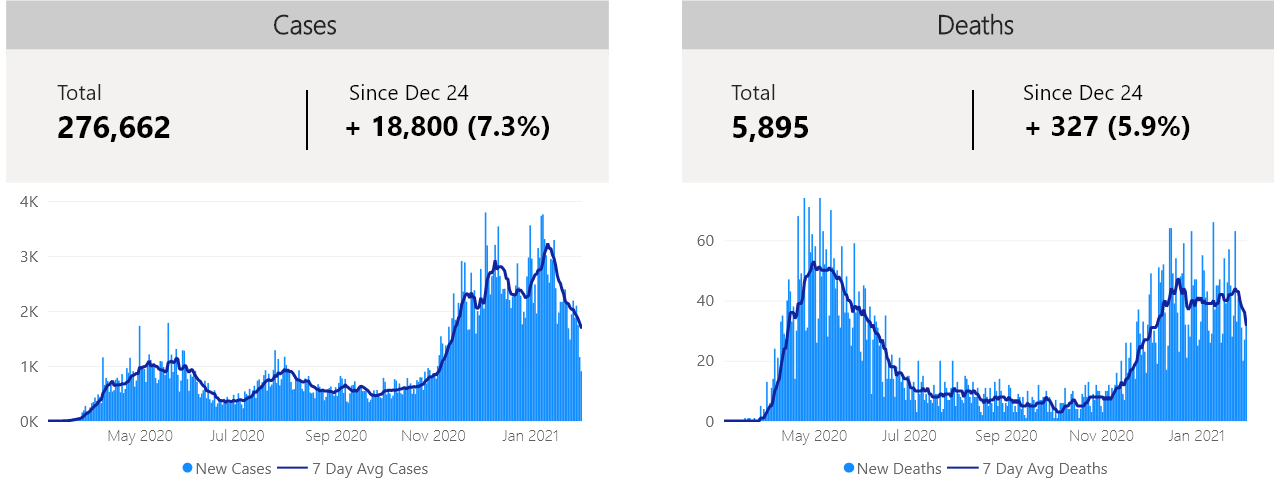 Cases
Total
276,662
Since Dec 24
+ 18,800 (7.3%)
4K
3K
2K
1K
0K
May 2020 Jul 2020 Sep 2020 Nov 2020 Jan 2021
New Cases 7 Day Avg Cases
Deaths
Total
5,895
Since Dec 24
+ 327 (5.9%)
60
40
20
0
May 2020 Jul 2020 Sep 2020 Nov 2020 Jan 2021
New Deaths 7 Day Avg Deaths